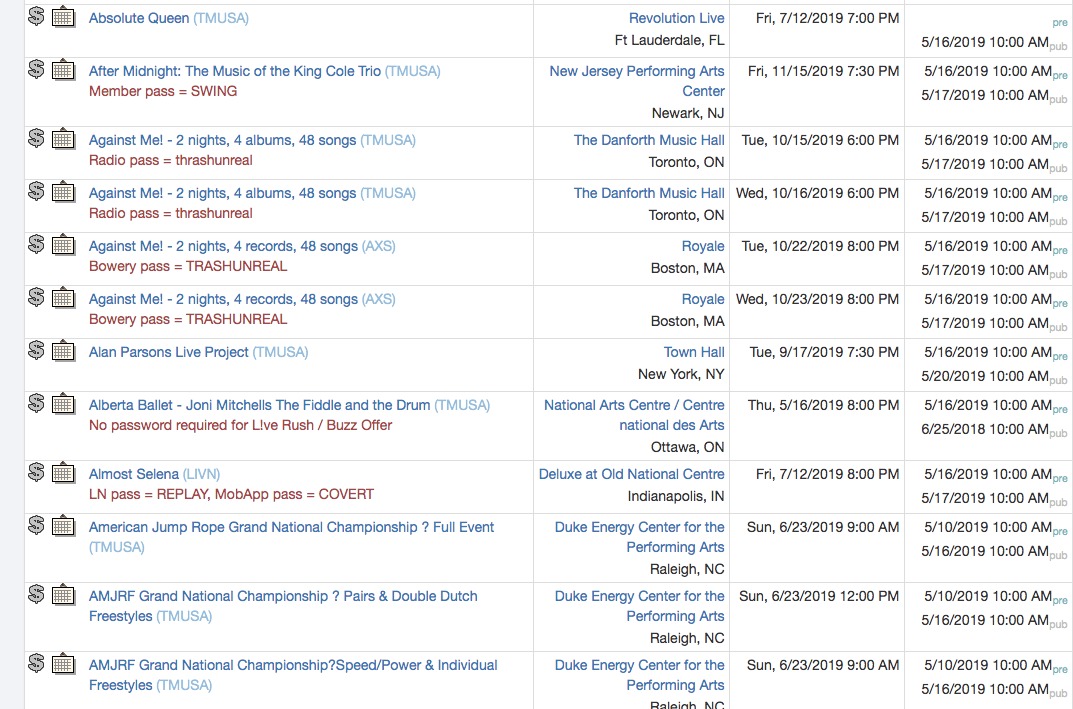 Absolute Queen (TMUSA) Revolution Live Fri, 7/12/2019 7:00 PM pre
Ft Lauderdale, FL 5/16/2019 10:00 AM pub
After Midnight: The Music of the King Cole Trio (TMUSA) New Jersey Performing Arts Fri, 11/15/2019 7:30 PM 5/16/2019 10:00 AM pre
Member pass = SWING Center 5/17/2019 10:00 AM pub
Newark, NJ
Against Me! - 2 nights, 4 albums, 48 songs (TMUSA) The Danforth Music Hall Tue, 10/15/2019 6:00 PM 5/16/2019 10:00 AM pre
Radio pass = thrashunreal Toronto, ON 5/17/2019 10:00 AM pub
Against Me! - 2 nights, 4 albums, 48 songs (TMUSA) The Danforth Music Hall Wed, 10/16/2019 6:00 PM 5/16/2019 10:00 AM pre
Radio pass = thrashunreal Toronto, ON 5/17/2019 10:00 AM pub
Against Me! - 2 nights, 4 records, 48 songs (AXS) Royale Tue, 10/22/2019 8:00 PM 5/16/2019 10:00 AM pre
Bowery pass = TRASHUNREAL Boston, MA 5/17/2019 10:00 AM pub
Against Me! - 2 nights, 4 records, 48 songs (AXS) Royale Wed, 10/23/2019 8:00 PM 5/16/2019 10:00 AM pre
Bowery pass = TRASHUNREAL Boston, MA 5/17/2019 10:00 AM pub
Alan Parsons Live Project (TMUSA) Town Hall Tue, 9/17/2019 7:30 PM 5/16/2019 10:00 AM pre
New York, NY 5/20/2019 10:00 AM pub
Alberta Ballet - Joni Mitchells The Fiddle and the Drum (TMUSA) National Arts Centre / Centre Thu, 5/16/2019 8:00 PM 5/16/2019 10:00 AM pre
No password required for L!ve Rush / Buzz Offer national des Arts 6/25/2018 10:00 AM pub
Ottawa, ON
Almost Selena (LIVN) Deluxe at Old National Centre Fri, 7/12/2019 8:00 PM 5/16/2019 10:00 AM pre
LN pass = REPLAY, MobApp pass = COVERT Indianapolis, IN 5/17/2019 10:00 AM pub
American Jump Rope Grand National Championship ? Full Event Duke Energy Center for the Sun, 6/23/2019 9:00 AM 5/10/2019 10:00 AM pre
(TMUSA) Performing Arts 5/16/2019 10:00 AM pub
Raleigh, NC
AMJRF Grand National Championship ? Pairs & Double Dutch Duke Energy Center for the Sun, 6/23/2019 12:00 PM 5/10/2019 10:00 AM pre
Freestyles (TMUSA) Performing Arts 5/16/2019 10:00 AM pub
Raleigh, NC
AMJRF Grand National Championship?Speed/Power & Individual Duke Energy Center for the Sun, 6/23/2019 9:00 AM 5/10/2019 10:00 AM pre
Freestyles (TMUSA) Performing Arts 5/16/2019 10:00 AM pub
Raleigh, NC